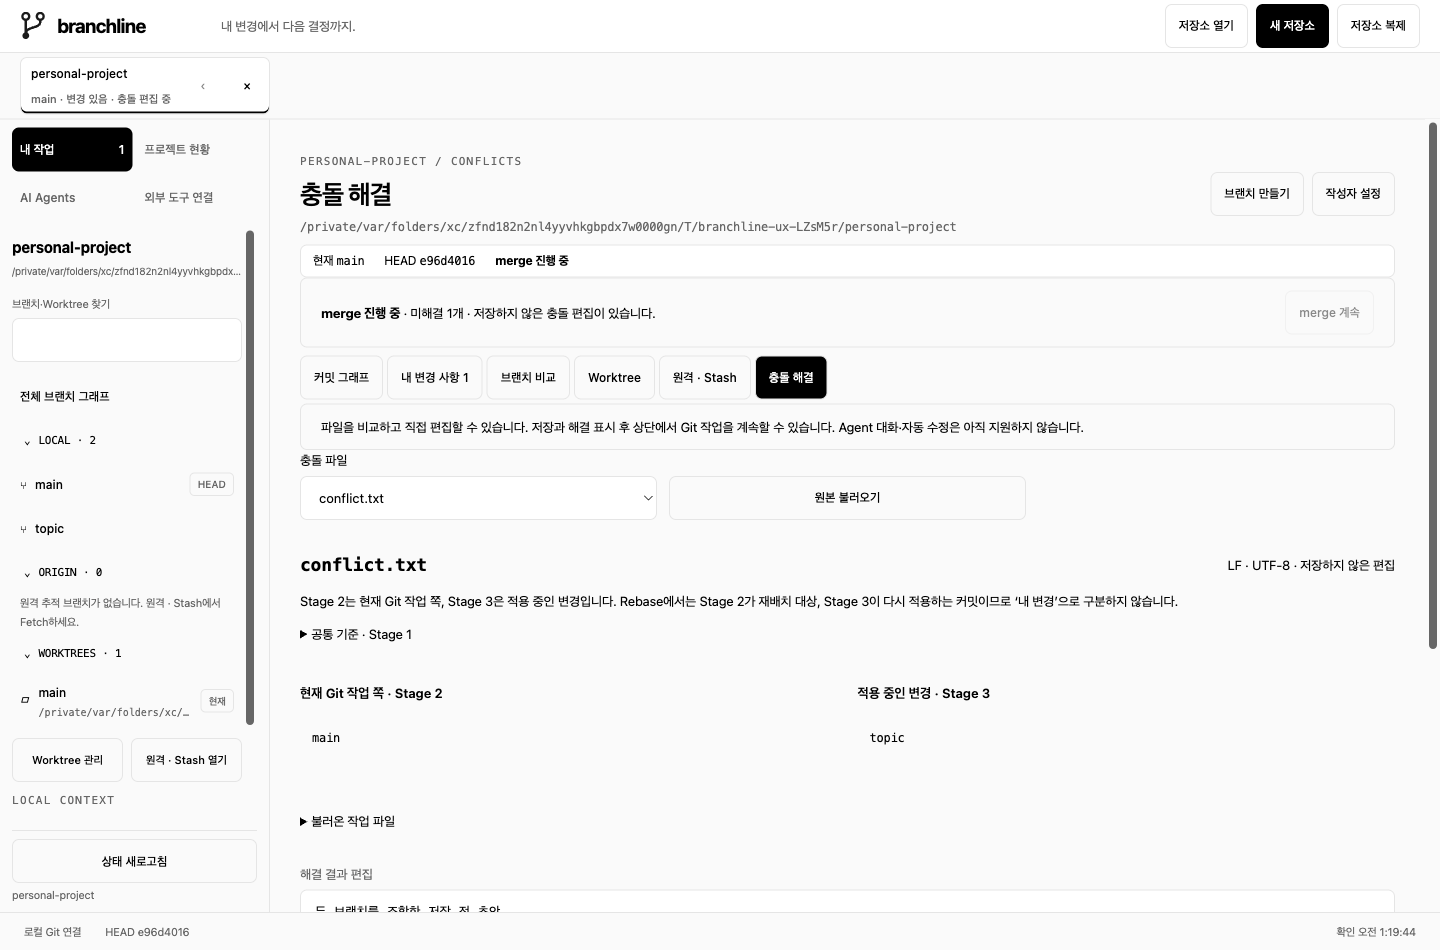 branchline
내 변경에서 다음 결정까지.
저장소 열기
새 저장소
저장소 복제
personal-project
main · 변경 있음 · 충돌 편집 중
내 작업 1
프로젝트 현황
AI Agents
외부 도구 연결
personal-project
/private/var/folders/xc/zfnd182n2nl4yyvhkgbpdx...
브랜치·Worktree 찾기
전체 브랜치 그래프
LOCAL · 2
main
HEAD
topic
ORIGIN · 0
원격 추적 브랜치가 없습니다. 원격 · Stash에서
Fetch하세요.
WORKTREES · 1
main
/private/var/folders/xc/…
현재
Worktree 관리
원격 · Stash 열기
LOCAL CONTEXT
상태 새로고침
personal-project
PERSONAL-PROJECT / CONFLICTS
충돌 해결
브랜치 만들기
작성자 설정
/private/var/folders/xc/zfnd182n2nl4yyvhkgbpdx7w0000gn/T/branchline-ux-LZsM5r/personal-project
현재 main HEAD e96d4016 merge 진행 중
merge 진행 중 · 미해결 1개 · 저장하지 않은 충돌 편집이 있습니다.
merge 계속
커밋 그래프
내 변경 사항 1
브랜치 비교
Worktree
원격 · Stash
충돌 해결
파일을 비교하고 직접 편집할 수 있습니다. 저장과 해결 표시 후 상단에서 Git 작업을 계속할 수 있습니다. Agent 대화·자동 수정은 아직 지원하지 않습니다.
충돌 파일
conflict.txt
원본 불러오기
conflict.txt
LF · UTF-8 · 저장하지 않은 편집
Stage 2는 현재 Git 작업 쪽, Stage 3은 적용 중인 변경입니다. Rebase에서는 Stage 2가 재배치 대상, Stage 3이 다시 적용하는 커밋이므로 ‘내 변경’으로 구분하지 않습니다.
공통 기준 · Stage 1
현재 Git 작업 쪽 · Stage 2
적용 중인 변경 · Stage 3
main
topic
불러온 작업 파일
해결 결과 편집
두 브랜치를 조합한 저장 전 초안
로컬 Git 연결
HEAD e96d4016
확인 오전 1:19:44